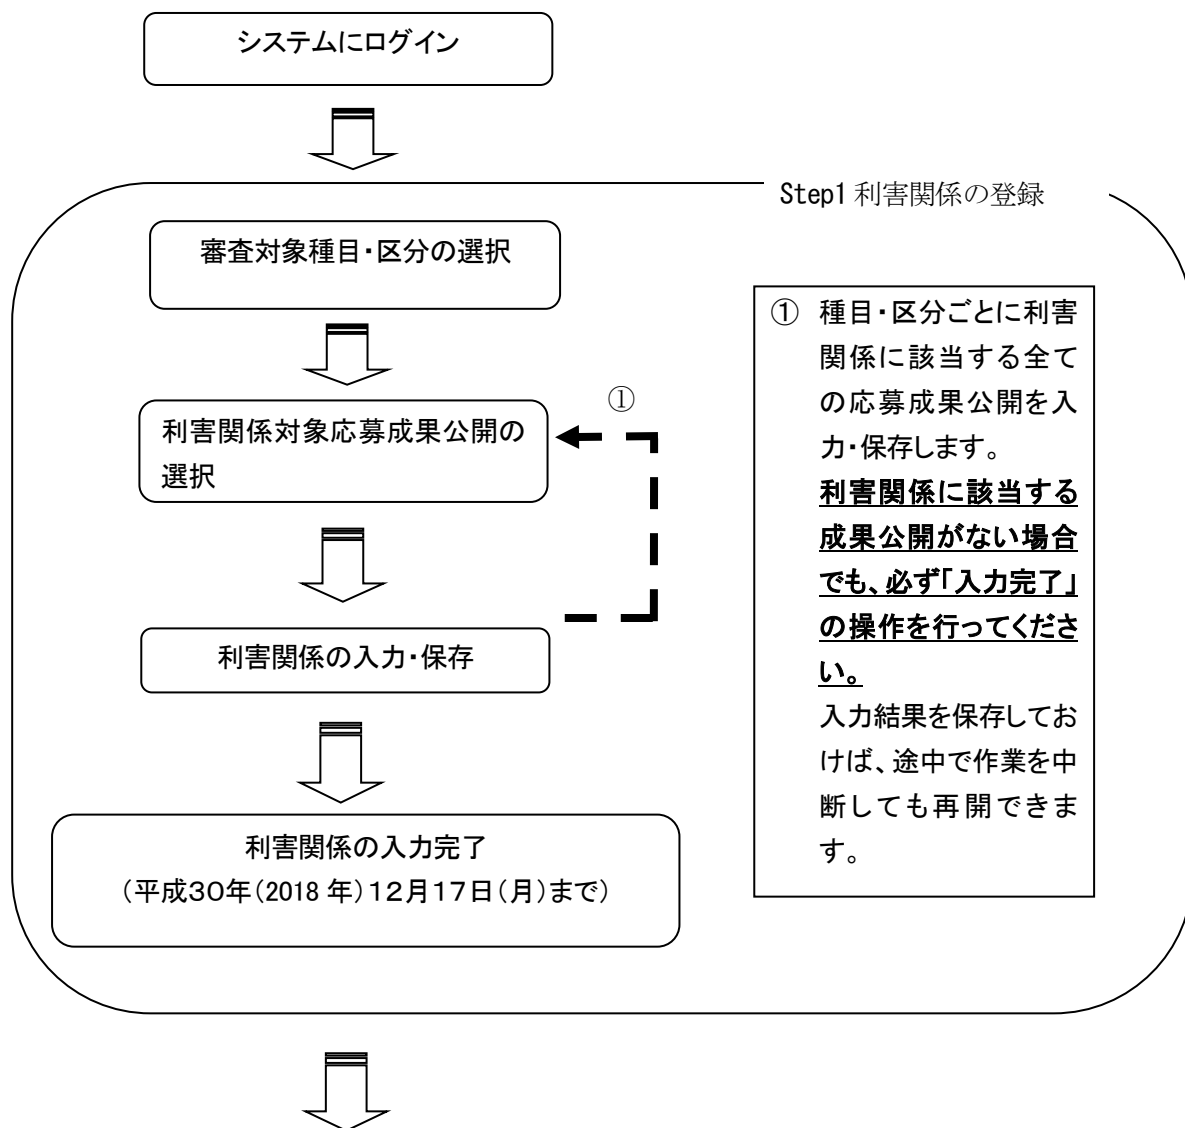 システムにログイン
Step1 利害関係の登録
審査対象種目・区分の選択
利害関係対象応募成果公開の
選択
①
利害関係の入力・保存
利害関係の入力完了
（平成３０年（2018 年）１２月１７日（月）まで）
① 種目・区分ごとに利害
関係に該当する全て
の応募成果公開を入
力・保存します。
利害関係に該当する
成果公開がない場合
でも、必ず「入力完了」
の操作を行ってくださ
い。
入力結果を保存してお
けば、途中で作業を中
断しても再開できま
す。